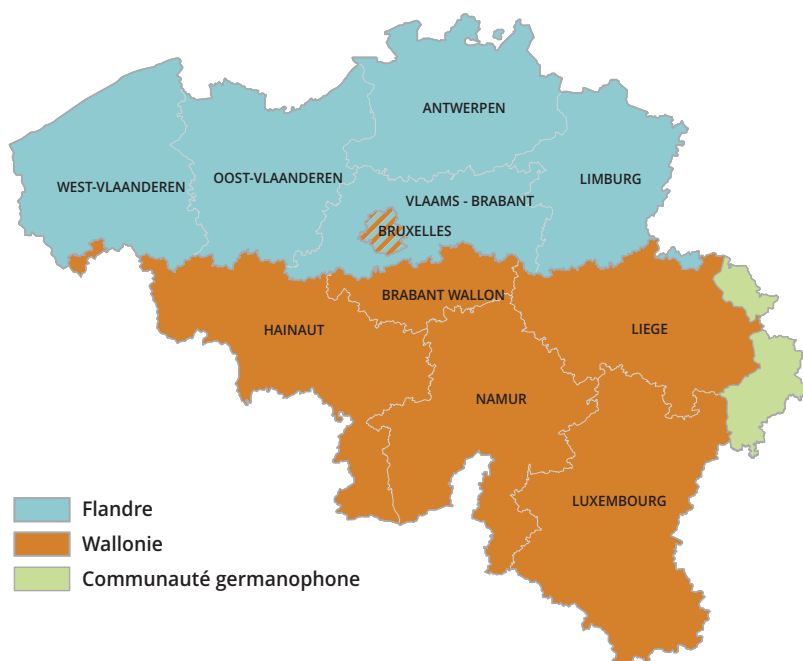 ANTWERPEN
WEST-VLAANDEREN
OOST-VLAANDEREN
LIMBURG
VLAAMS - BRABANT
BRUXELLES
BRABANT WALLON
HAINAUT
LIEGE
NAMUR
LUXEMBOURG
Flandre
Wallonie
Communauté germanophone